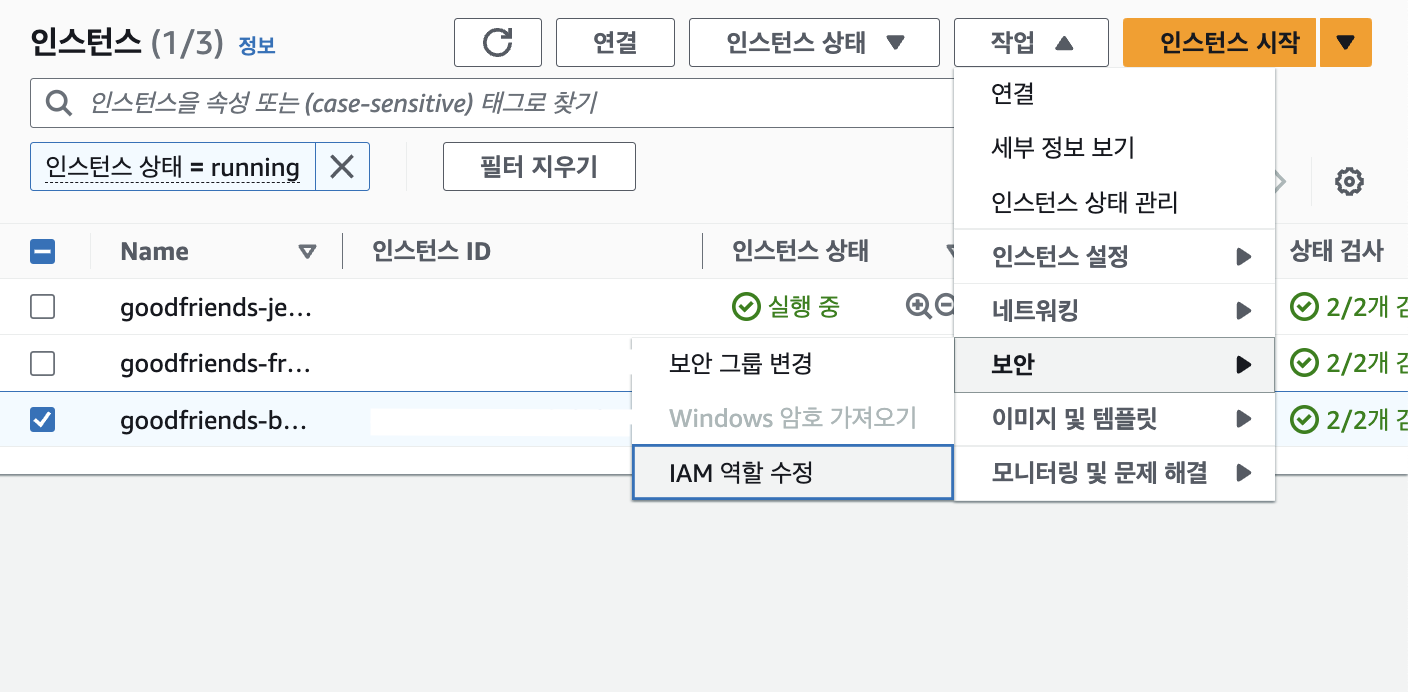 인스턴스 (1/3) 정보
연결
인스턴스 상태
작업
인스턴스 시작
인스턴스을 속성 또는 (case-sensitive) 태그로 찾기
인스턴스 상태 = running
필터 지우기
Name
인스턴스 ID
인스턴스 상태
상태 검사
goodfriends-je...
실행 중
2/2개
goodfriends-fr...
2/2개
goodfriends-b...
2/2개
연결
세부 정보 보기
인스턴스 상태 관리
인스턴스 설정
네트워킹
보안
이미지 및 템플릿
모니터링 및 문제 해결
보안 그룹 변경
Windows 암호 가져오기
IAM 역할 수정